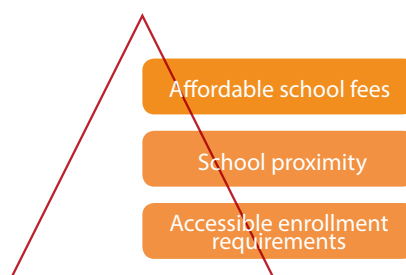 Affordable school fees
School proximity
Accessible enrollment
requirements